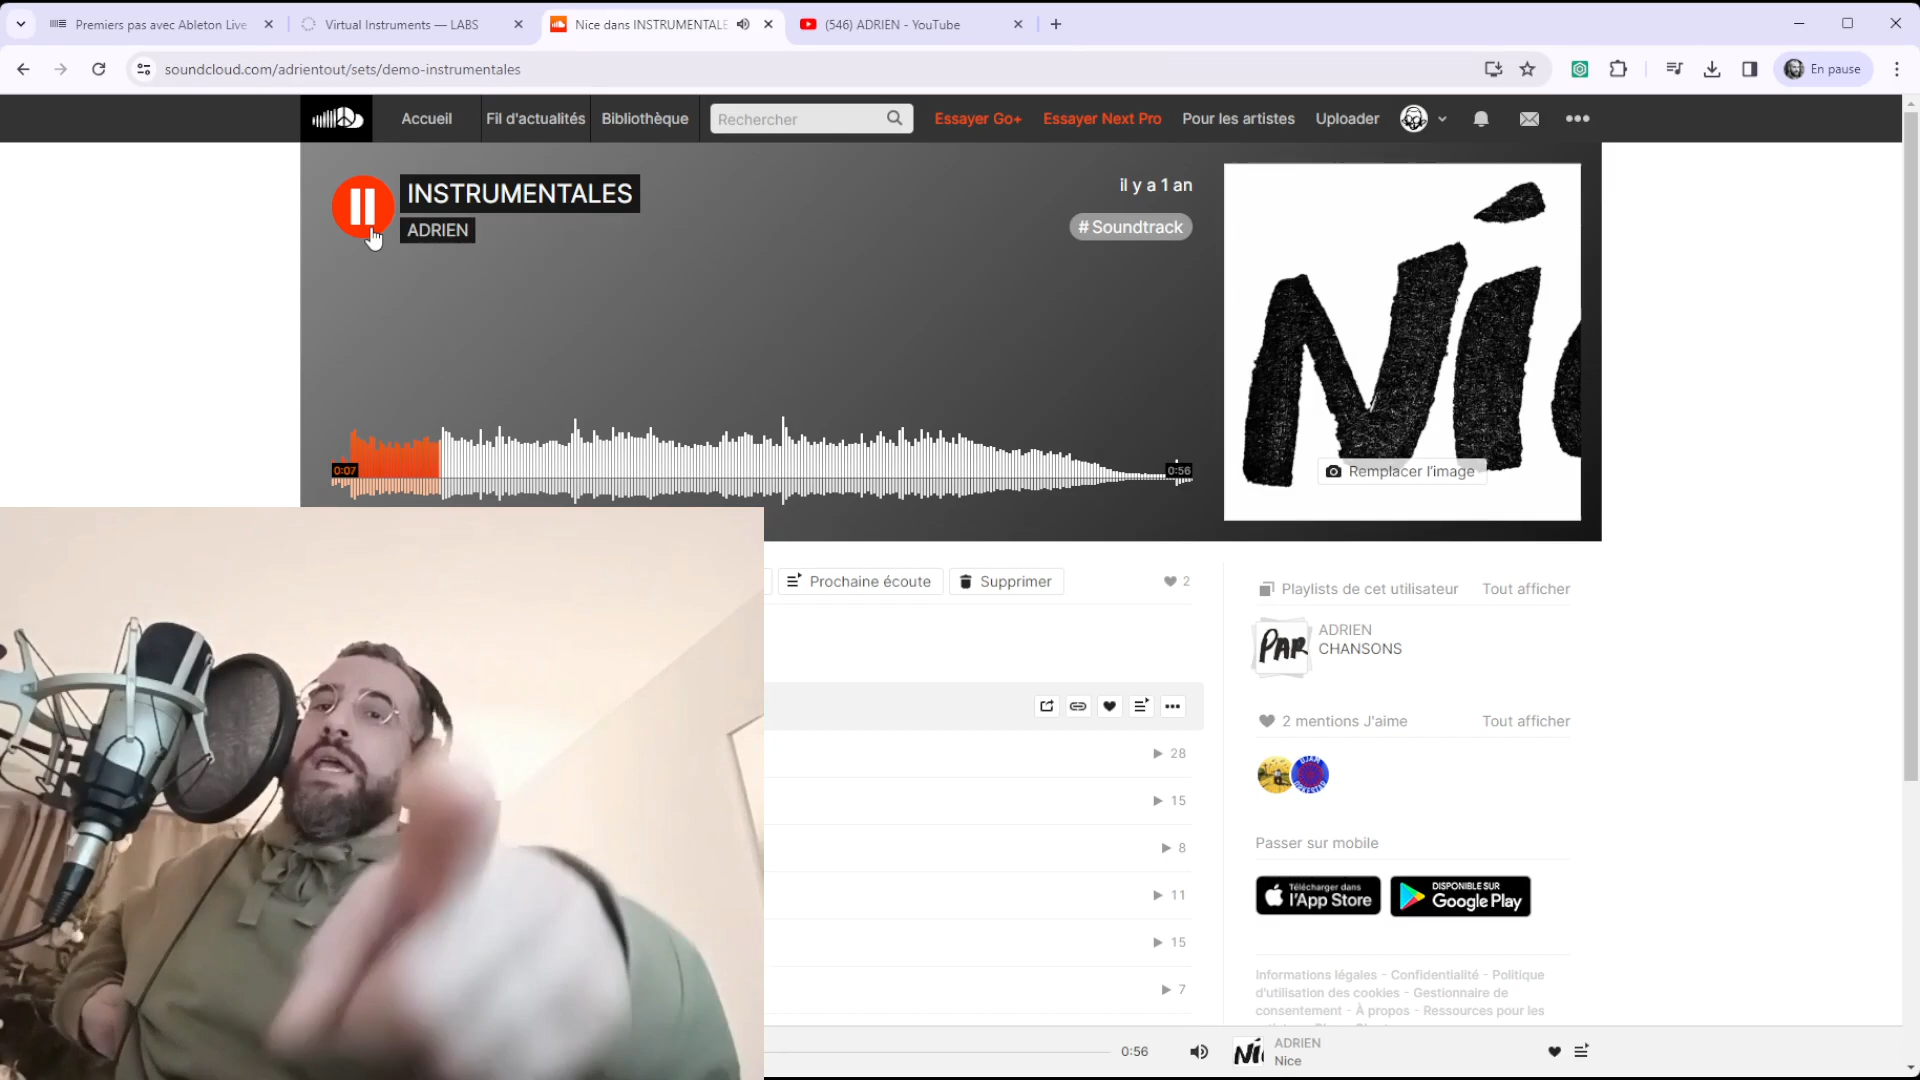 Premiers pas avec Ableton Live
Virtual Instruments — LABS
Nice dans INSTRUMENTALE
(546) ADRIEN - YouTube
soundcloud.com/adrientout/sets/demo-instrumentales
En pause
Accueil
Fil d'actualités
Bibliothèque
Rechercher
Essayer Go+
Essayer Next Pro
Pour les artistes
Uploader
INSTRUMENTALES
ADRIEN
il y a 1 an
# Soundtrack
Nic
Remplacer l'image
0:07
0:56
Prochaine écoute
Supprimer
2
28
15
8
11
15
7
Playlists de cet utilisateur
Tout afficher
PAR
ADRIEN
CHANSONS
2 mentions J'aime
Tout afficher
Passer sur mobile
Télécharger dans
l'App Store
DISPONIBLE SUR
Google Play
Informations légales - Confidentialité - Politique
d'utilisation des cookies - Gestionnaire de
consentement - À propos - Ressources pour les
0:56
ADRIEN
Nice